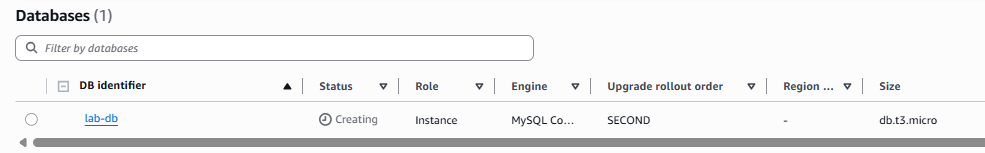 Databases (1)
Filter by databases
DB identifier Status Role Engine Upgrade rollout order Region ... Size
lab-db Creating Instance MySQL Co... SECOND - db.t3.micro